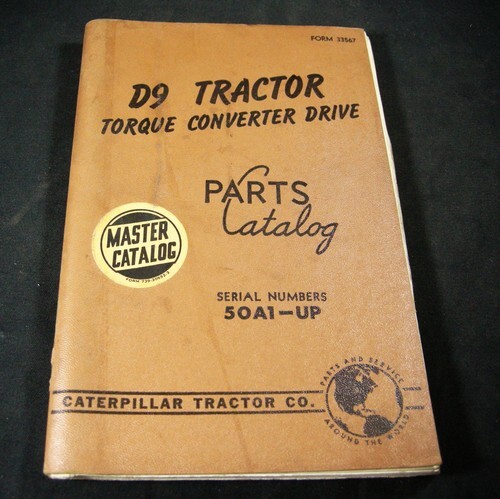 FORM 33567
D9 TRACTOR
TORQUE CONVERTER DRIVE
PARTS
Catalog
MASTER
CATALOG
SERIAL NUMBERS
50A1-UP
PARTS AND SERVICE
AROUND THE WORLD
CATERPILLAR TRACTOR CO.